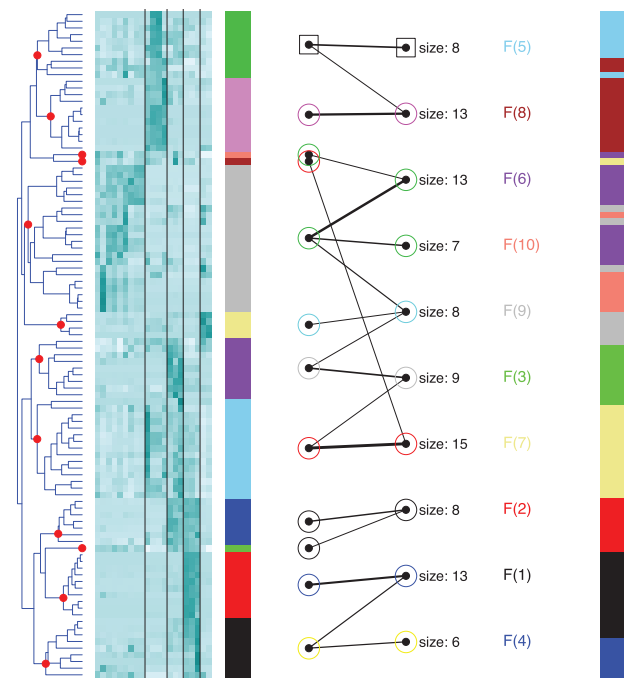 size: 8 F(5)
size: 13 F(8)
size: 13 F(6)
size: 7 F(10)
size: 8 F(9)
size: 9 F(3)
size: 15 F(7)
size: 8 F(2)
size: 13 F(1)
size: 6 F(4)